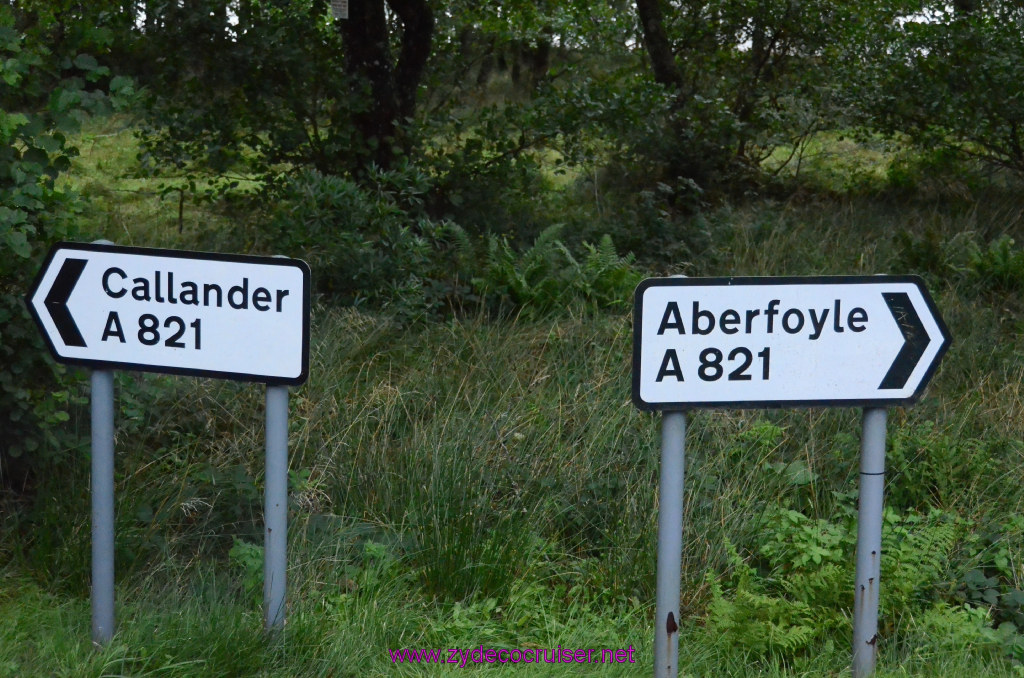 Callander
A 821
Aberfoyle
A 821
www.zydecocruiser.net